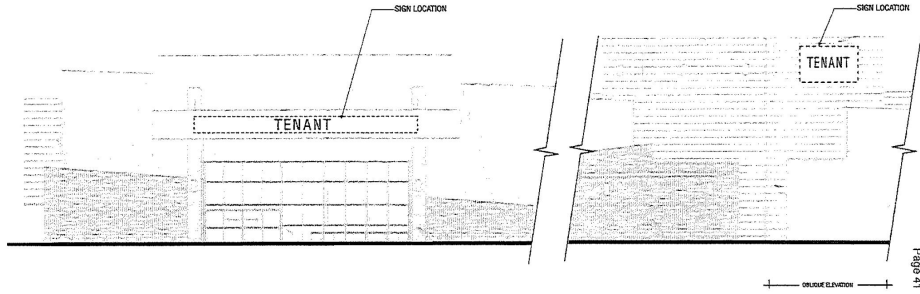 SIGN LOCATION
SIGN LOCATION
TENANT
TENANT
OBLIQUE ELEVATION
Page 41